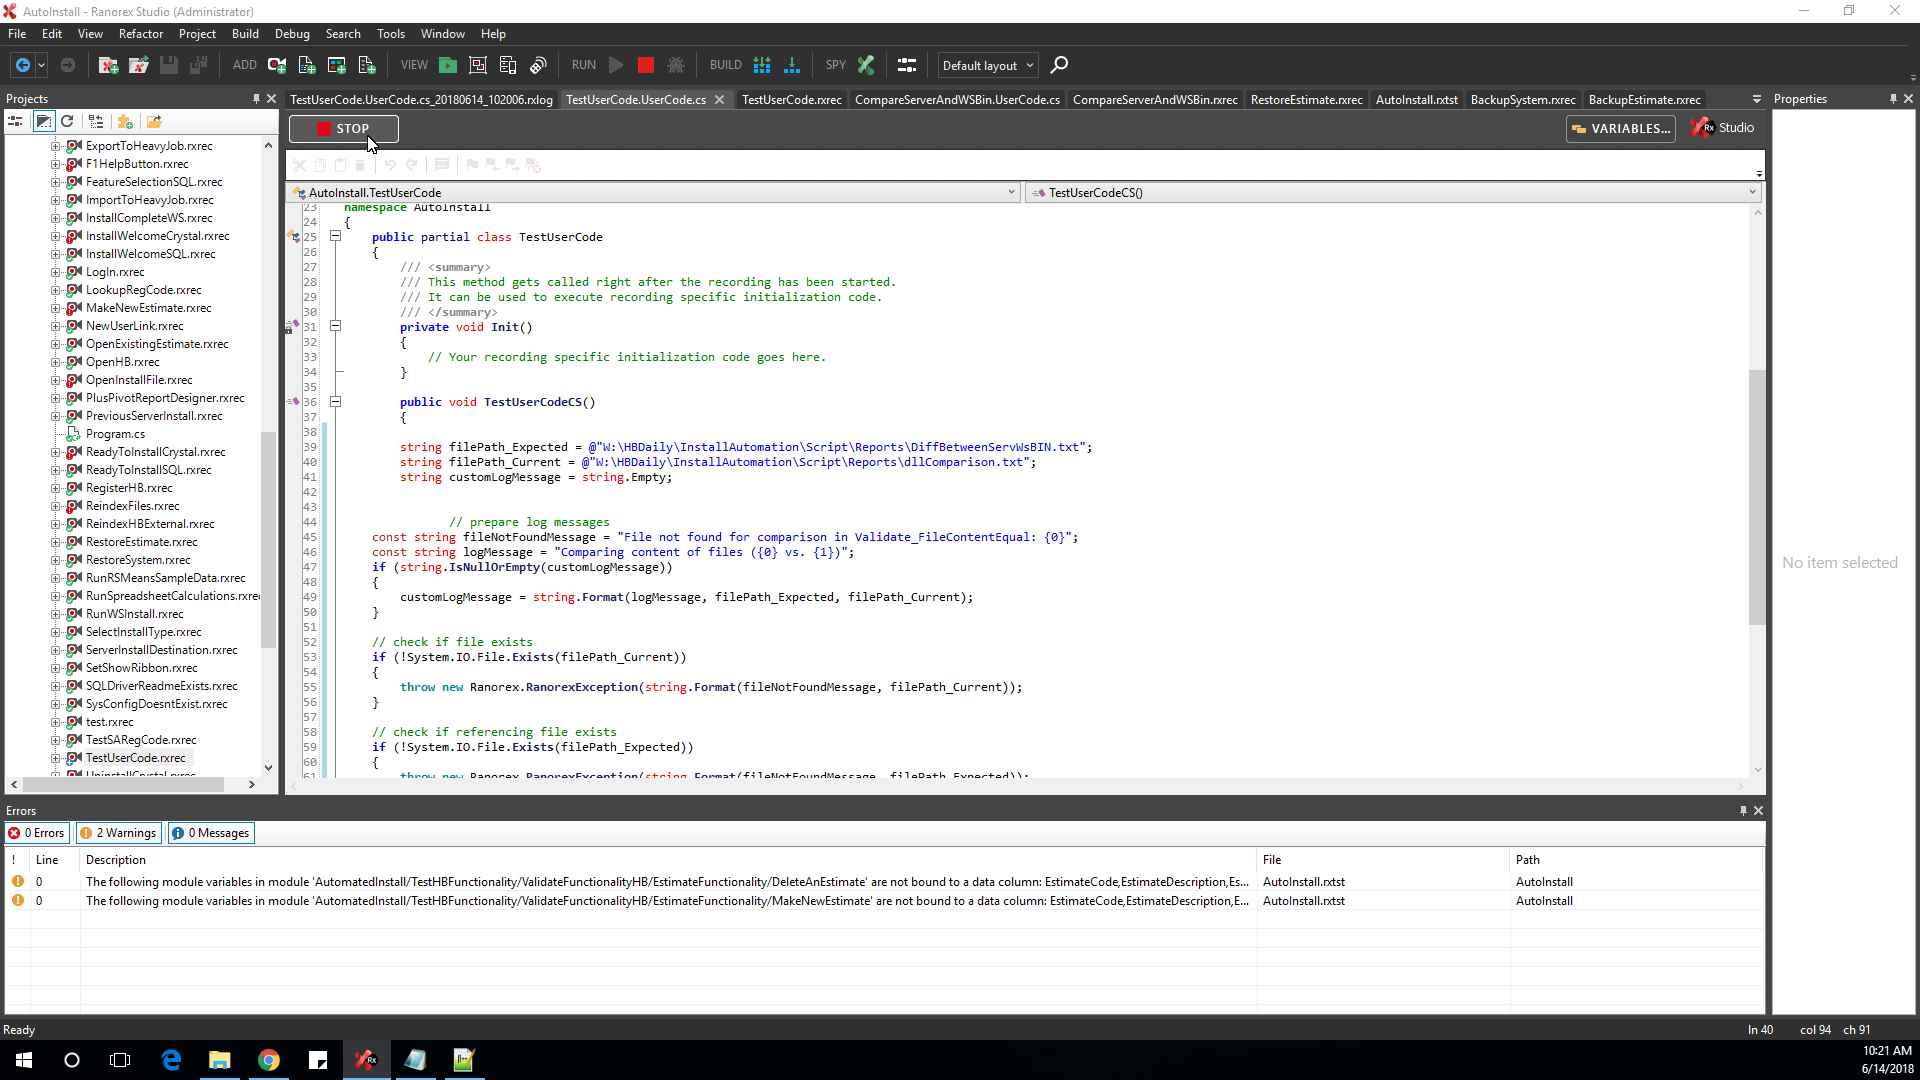 AutoInstall - Ranorex Studio (Administrator)
File Edit View Refactor Project Build Debug Search Tools Window Help
ADD VIEW RUN BUILD SPY Default layout
Projects
TestUserCode.UserCode.cs_20180614_102006.rxlog TestUserCode.UserCode.cs TestUserCode.rxrec CompareServerAndWSBin.UserCode.cs CompareServerAndWSBin.rxrec RestoreEstimate.rxrec AutoInstall.rxtst BackupSystem.rxrec BackupEstimate.rxrec
Properties
STOP
VARIABLES...
Rx Studio
ExportToHeavyJob.rxrec
F1HelpButton.rxrec
FeatureSelectionSQL.rxrec
ImportToHeavyJob.rxrec
InstallCompleteWS.rxrec
InstallWelcomeCrystal.rxrec
InstallWelcomeSQL.rxrec
LogIn.rxrec
LookupRegCode.rxrec
MakeNewEstimate.rxrec
NewUserLink.rxrec
OpenExistingEstimate.rxrec
OpenHB.rxrec
OpenInstallFile.rxrec
PlusPivotReportDesigner.rxrec
PreviousServerInstall.rxrec
Program.cs
ReadyToInstallCrystal.rxrec
ReadyToInstallSQL.rxrec
RegisterHB.rxrec
ReindexFiles.rxrec
ReindexHBExternal.rxrec
RestoreEstimate.rxrec
RestoreSystem.rxrec
RunRSMeansSampleData.rxrec
RunSpreadsheetCalculations.rxrec
RunWSInstall.rxrec
SelectInstallType.rxrec
ServerInstallDestination.rxrec
SetShowRibbon.rxrec
SQLDriverReadmeExists.rxrec
SysConfigDoesntExist.rxrec
test.rxrec
TestSARegCode.rxrec
TestUserCode.rxrec
UninstallCrystal.rxrec
AutoInstall.TestUserCode
TestUserCodeCS()
23 namespace AutoInstall
24 {
25 public partial class TestUserCode
26 {
27 /// <summary>
28 /// This method gets called right after the recording has been started.
29 /// It can be used to execute recording specific initialization code.
30 /// </summary>
31 private void Init()
32 {
33 // Your recording specific initialization code goes here.
34 }
35
36 public void TestUserCodeCS()
37 {
38
39 string filePath_Expected = @"W:\HBDaily\InstallAutomation\Script\Reports\DiffBetweenServWsBIN.txt";
40 string filePath_Current = @"W:\HBDaily\InstallAutomation\Script\Reports\dllComparison.txt";
41 string customLogMessage = string.Empty;
42
43
44 // prepare log messages
45 const string fileNotFoundMessage = "File not found for comparison in Validate_FileContentEqual: {0}";
46 const string logMessage = "Comparing content of files ({0} vs. {1})";
47 if (string.IsNullOrEmpty(customLogMessage))
48 {
49 customLogMessage = string.Format(logMessage, filePath_Expected, filePath_Current);
50 }
51
52 // check if file exists
53 if (!System.IO.File.Exists(filePath_Current))
54 {
55 throw new Ranorex.RanorexException(string.Format(fileNotFoundMessage, filePath_Current));
56 }
57
58 // check if referencing file exists
59 if (!System.IO.File.Exists(filePath_Expected))
60 {
61 throw new Ranorex.RanorexException(string.Format(fileNotFoundMessage, filePath_Expected));
No item selected
Errors
0 Errors 2 Warnings 0 Messages
! Line Description File Path
0 The following module variables in module 'AutomatedInstall/TestHBFunctionality/ValidateFunctionalityHB/EstimateFunctionality/DeleteAnEstimate' are not bound to a data column: EstimateCode,EstimateDescription,Es... AutoInstall.rxtst AutoInstall
0 The following module variables in module 'AutomatedInstall/TestHBFunctionality/ValidateFunctionalityHB/EstimateFunctionality/MakeNewEstimate' are not bound to a data column: EstimateCode,EstimateDescription,E... AutoInstall.rxtst AutoInstall
Ready
ln 40 col 94 ch 91
10:21 AM
6/14/2018